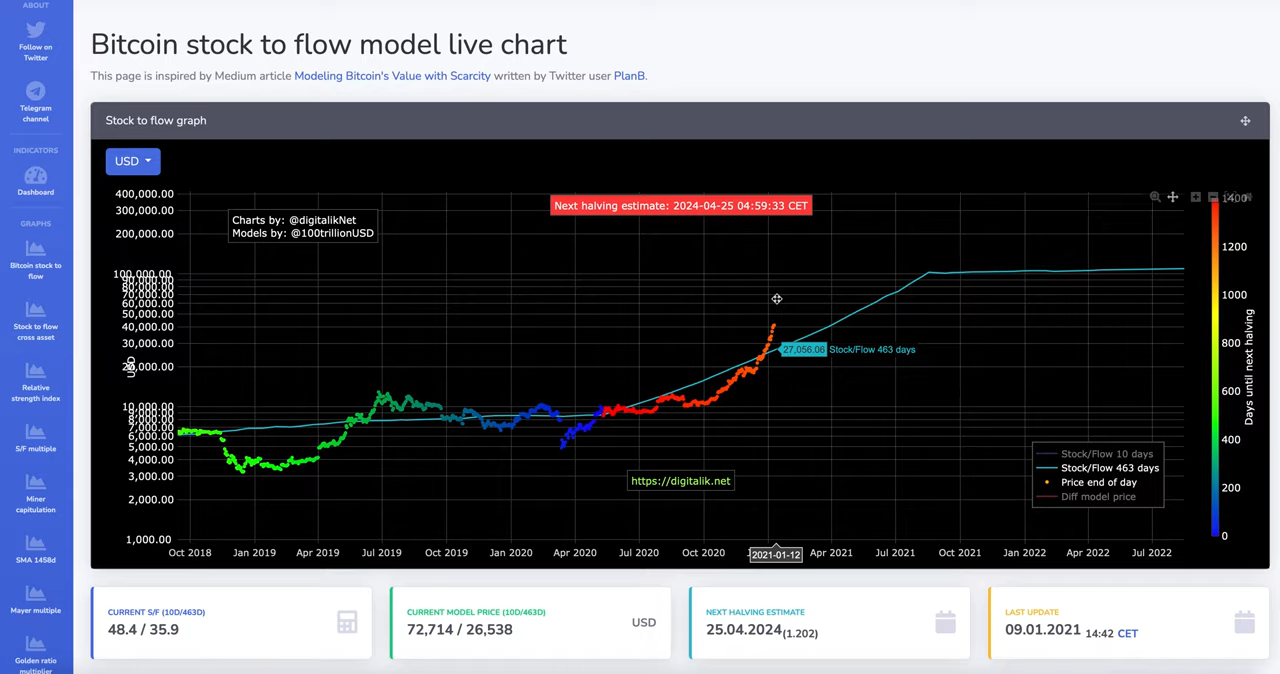 ABOUT
Follow on
Twitter
Telegram
channel
INDICATORS
Dashboard
GRAPHS
Bitcoin stock to
flow
Stock to flow
cross asset
Relative
strength index
S/F multiple
Miner
capitulation
SMA 1458d
Mayer multiple
Golden ratio
multiplier
Bitcoin stock to flow model live chart
This page is inspired by Medium article Modeling Bitcoin's Value with Scarcity written by Twitter user PlanB.
Stock to flow graph
USD
Next halving estimate: 2024-04-25 04:59:33 CET
Charts by: @digitalikNet
Models by: @100trillionUSD
400,000.00
300,000.00
200,000.00
100,000.00
90,000.00
80,000.00
70,000.00
60,000.00
50,000.00
40,000.00
30,000.00
20,000.00
10,000.00
9,000.00
8,000.00
7,000.00
6,000.00
5,000.00
4,000.00
3,000.00
2,000.00
1,000.00
USD
27,056.06 Stock/Flow 463 days
https://digitalik.net
Stock/Flow 10 days
Stock/Flow 463 days
Price end of day
Diff model price
1400
1200
1000
800
600
400
200
0
Days until next halving
Oct 2018 Jan 2019 Apr 2019 Jul 2019 Oct 2019 Jan 2020 Apr 2020 Jul 2020 Oct 2020 2021-01-12 Apr 2021 Jul 2021 Oct 2021 Jan 2022 Apr 2022 Jul 2022
CURRENT S/F (10D/463D)
48.4 / 35.9
CURRENT MODEL PRICE (10D/463D)
72,714 / 26,538
USD
NEXT HALVING ESTIMATE
25.04.2024(1.202)
LAST UPDATE
09.01.2021 14:42 CET